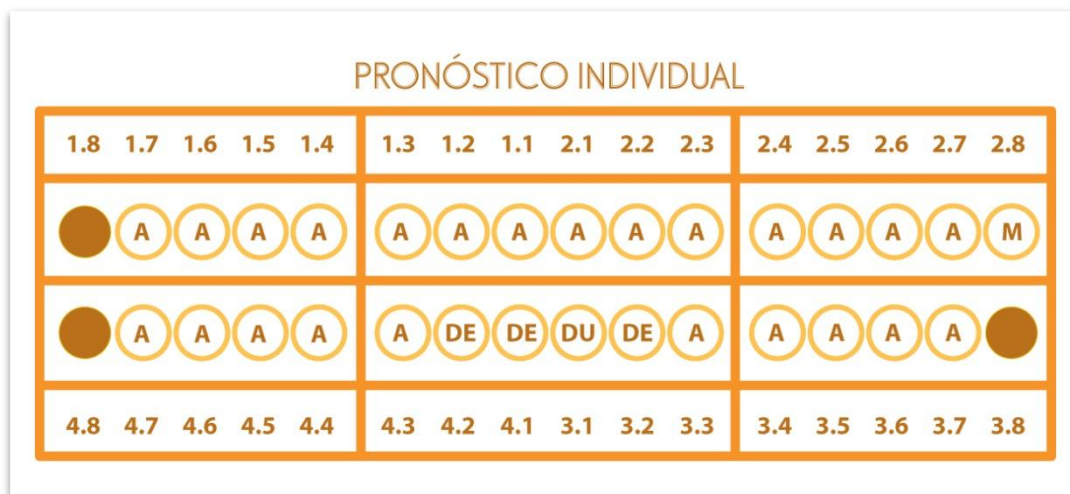 PRONÓSTICO INDIVIDUAL
1.8 1.7 1.6 1.5 1.4 1.3 1.2 1.1 2.1 2.2 2.3 2.4 2.5 2.6 2.7 2.8
A A A A A A A A A A A A A A M
A A A A A DE DE DU DE A A A A A
4.8 4.7 4.6 4.5 4.4 4.3 4.2 4.1 3.1 3.2 3.3 3.4 3.5 3.6 3.7 3.8